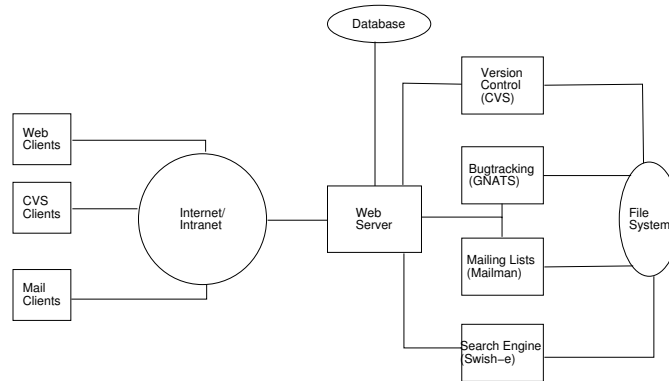 Database
Version
Control
(CVS)
Web
Clients
Bugtracking
(GNATS)
CVS
Clients
Internet/
Intranet
Web
Server
File
System
Mailing Lists
(Mailman)
Mail
Clients
Search Engine
(Swish-e)